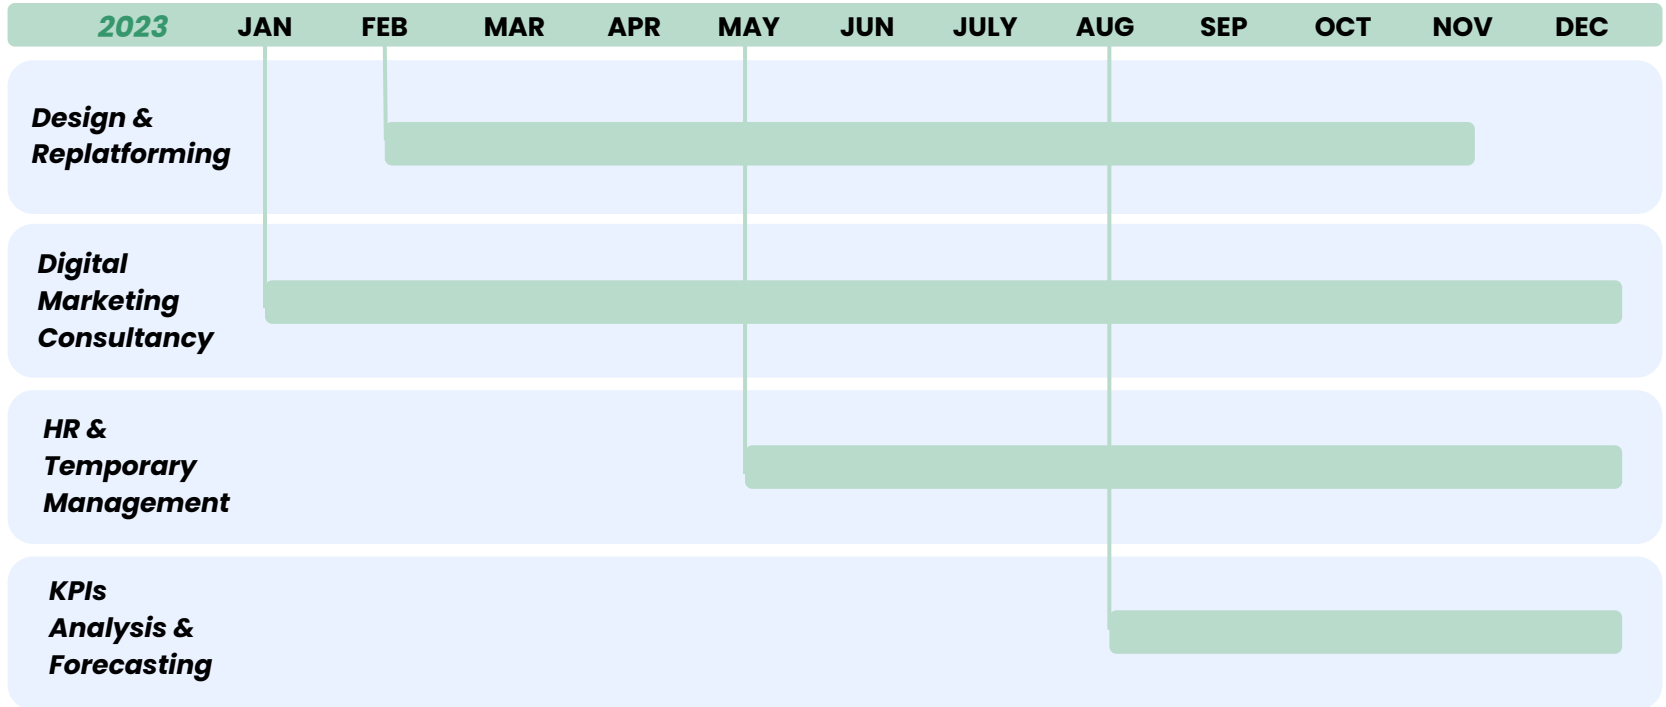 2023 JAN FEB MAR APR MAY JUN JULY AUG SEP OCT NOV DEC
Design &
Replatforming
Digital
Marketing
Consultancy
HR &
Temporary
Management
KPIs
Analysis &
Forecasting